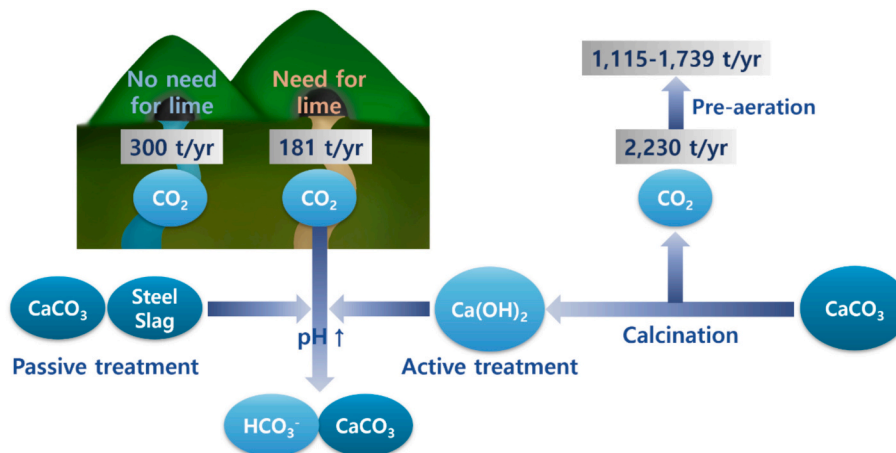 No need
for lime
Need for
lime
300 t/yr
181 t/yr
CO₂
CO₂
1,115-1,739 t/yr
Pre-aeration
2,230 t/yr
CO₂
CaCO₃
Steel
Slag
pH ↑
Ca(OH)₂
CaCO₃
Passive treatment
Active treatment
Calcination
HCO₃⁻
CaCO₃